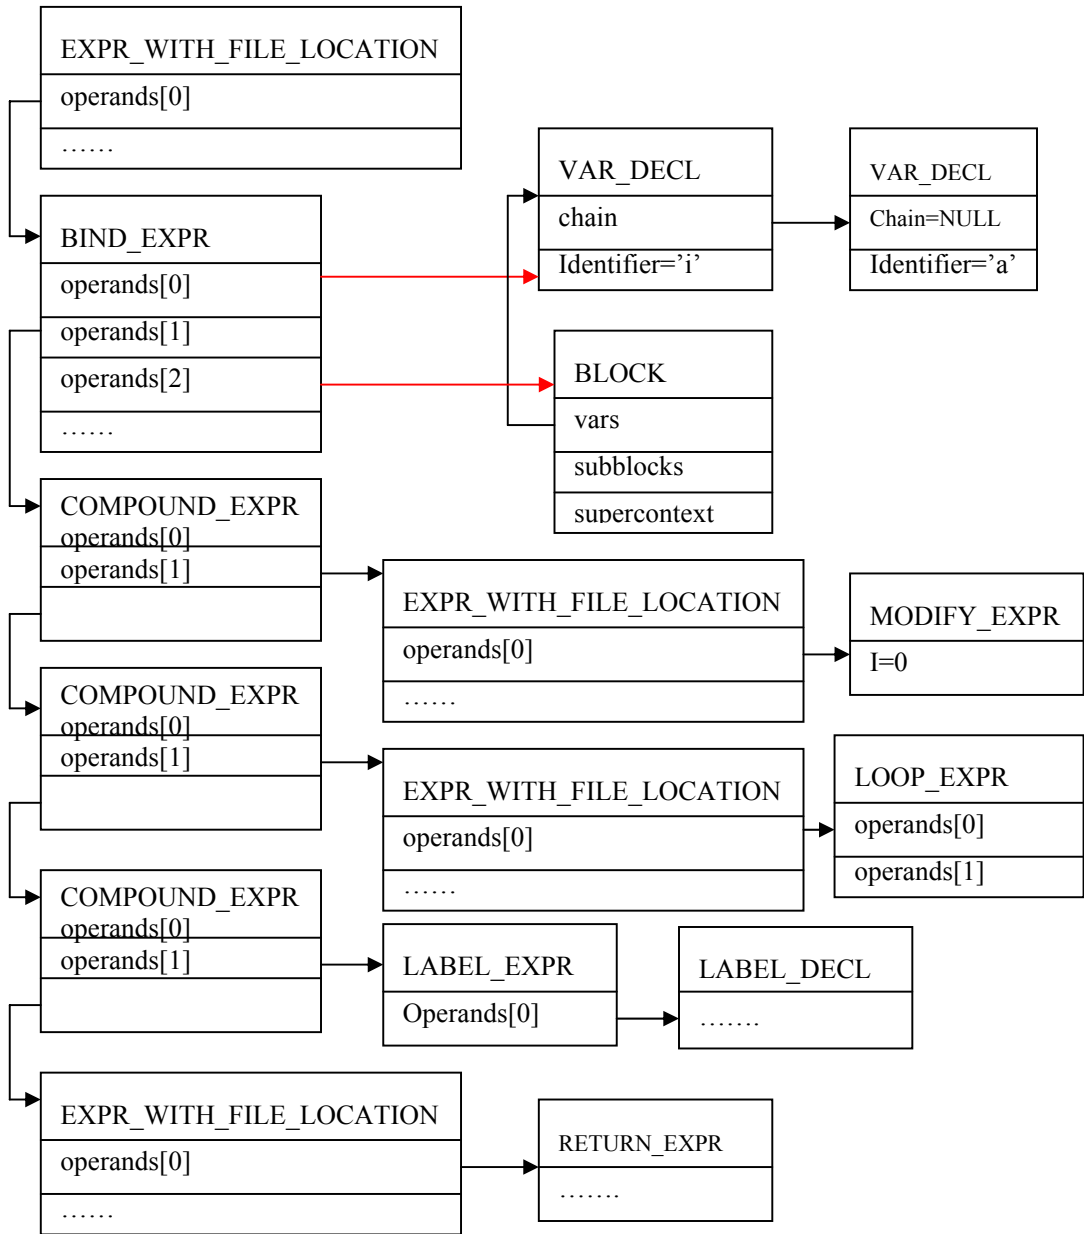 EXPR_WITH_FILE_LOCATION
operands[0]
……
VAR_DECL
chain
Identifier=’i’
VAR_DECL
Chain=NULL
Identifier=’a’
BIND_EXPR
operands[0]
operands[1]
operands[2]
……
BLOCK
vars
subblocks
supercontext
COMPOUND_EXPR
operands[0]
operands[1]
EXPR_WITH_FILE_LOCATION
operands[0]
……
MODIFY_EXPR
I=0
COMPOUND_EXPR
operands[0]
operands[1]
EXPR_WITH_FILE_LOCATION
operands[0]
……
LOOP_EXPR
operands[0]
operands[1]
COMPOUND_EXPR
operands[0]
operands[1]
LABEL_EXPR
Operands[0]
LABEL_DECL
…….
EXPR_WITH_FILE_LOCATION
operands[0]
……
RETURN_EXPR
…….